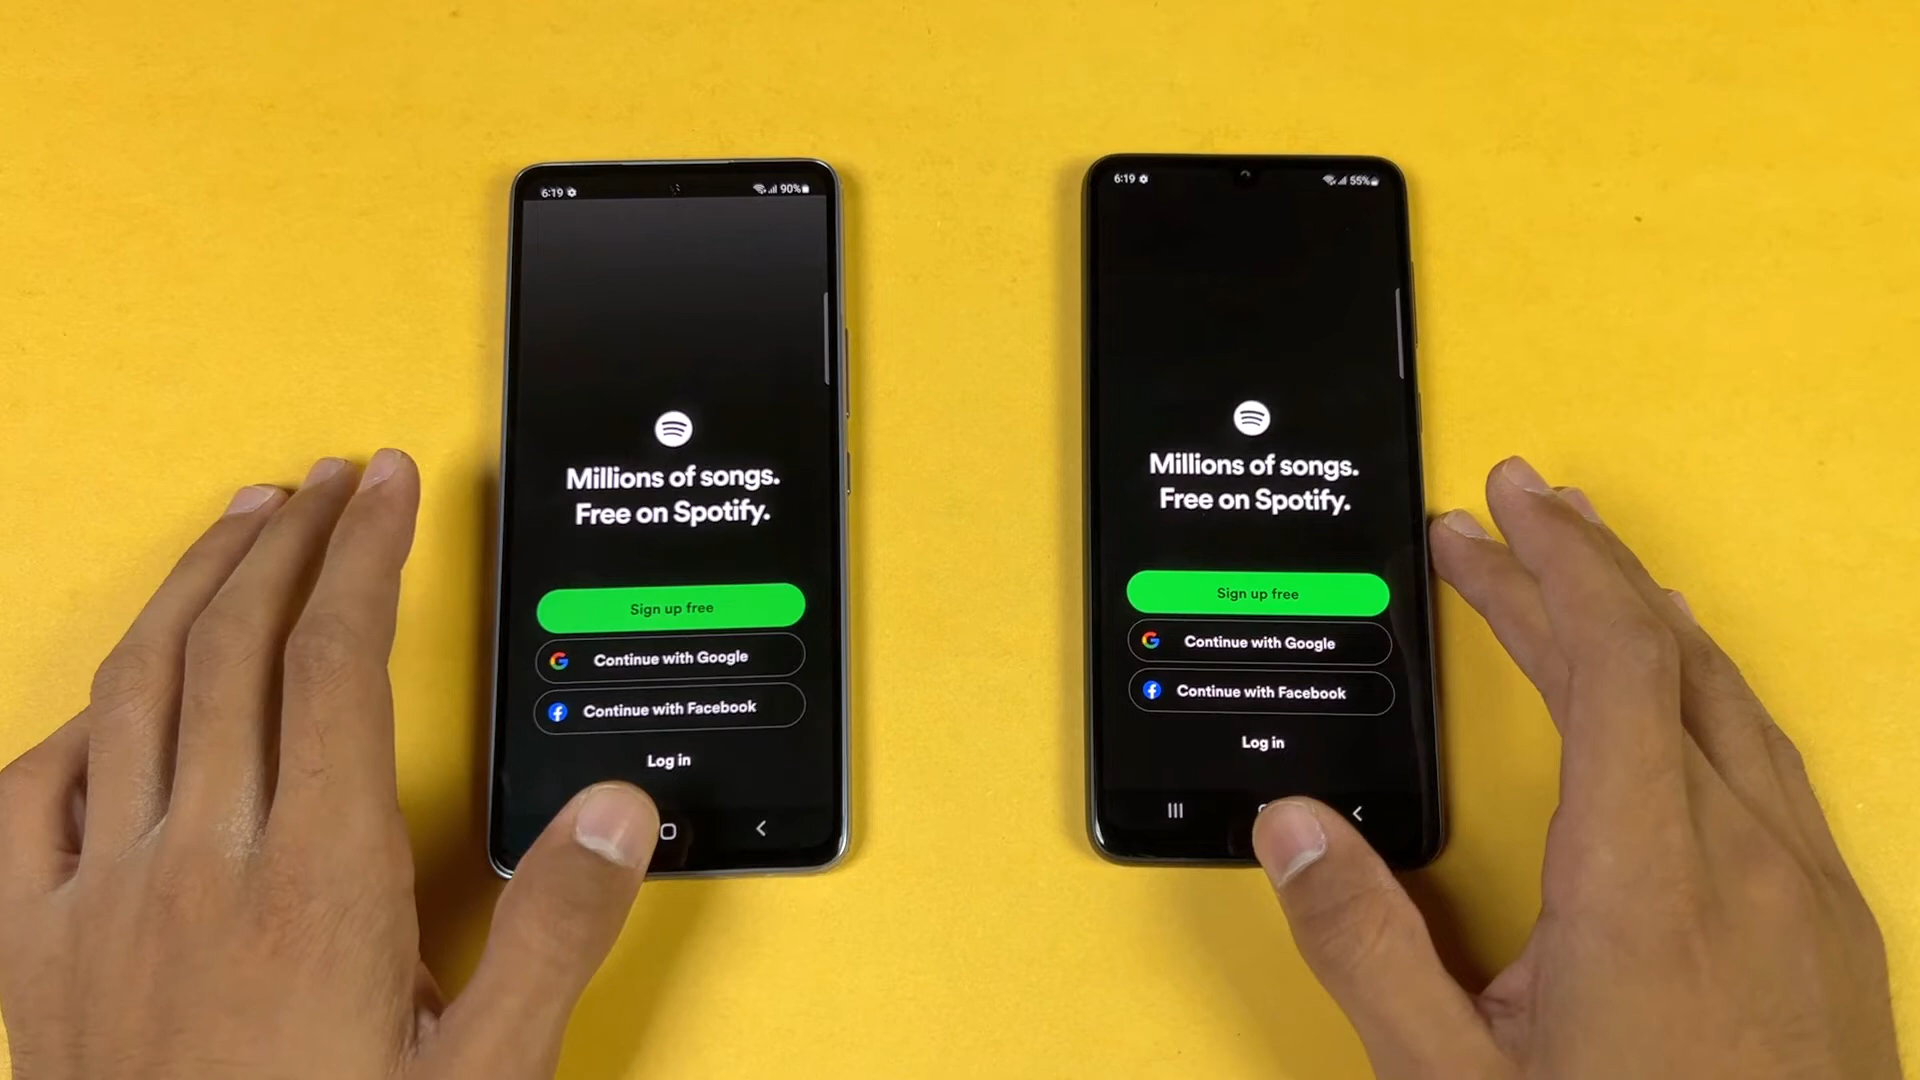 6:19
90%
Millions of songs.
Free on Spotify.
Sign up free
Continue with Google
Continue with Facebook
Log in
6:19
55%
Millions of songs.
Free on Spotify.
Sign up free
Continue with Google
Continue with Facebook
Log in